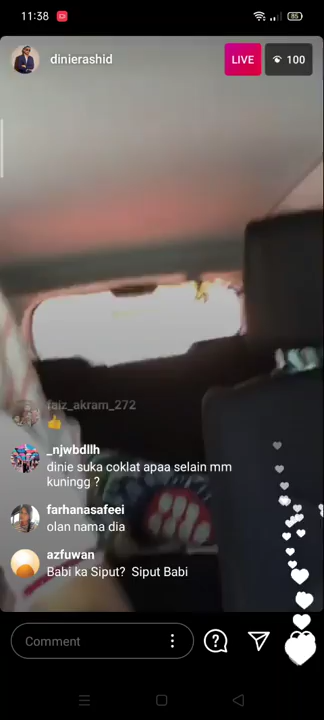 11:38
85
dinierashid
LIVE
100
faiz_akram_272
👍
_njwbdllh
dinie suka coklat apaa selain mm
kuningg ?
farhanasafeei
olan nama dia
azfuwan
Babi ka Siput? Siput Babi
Comment